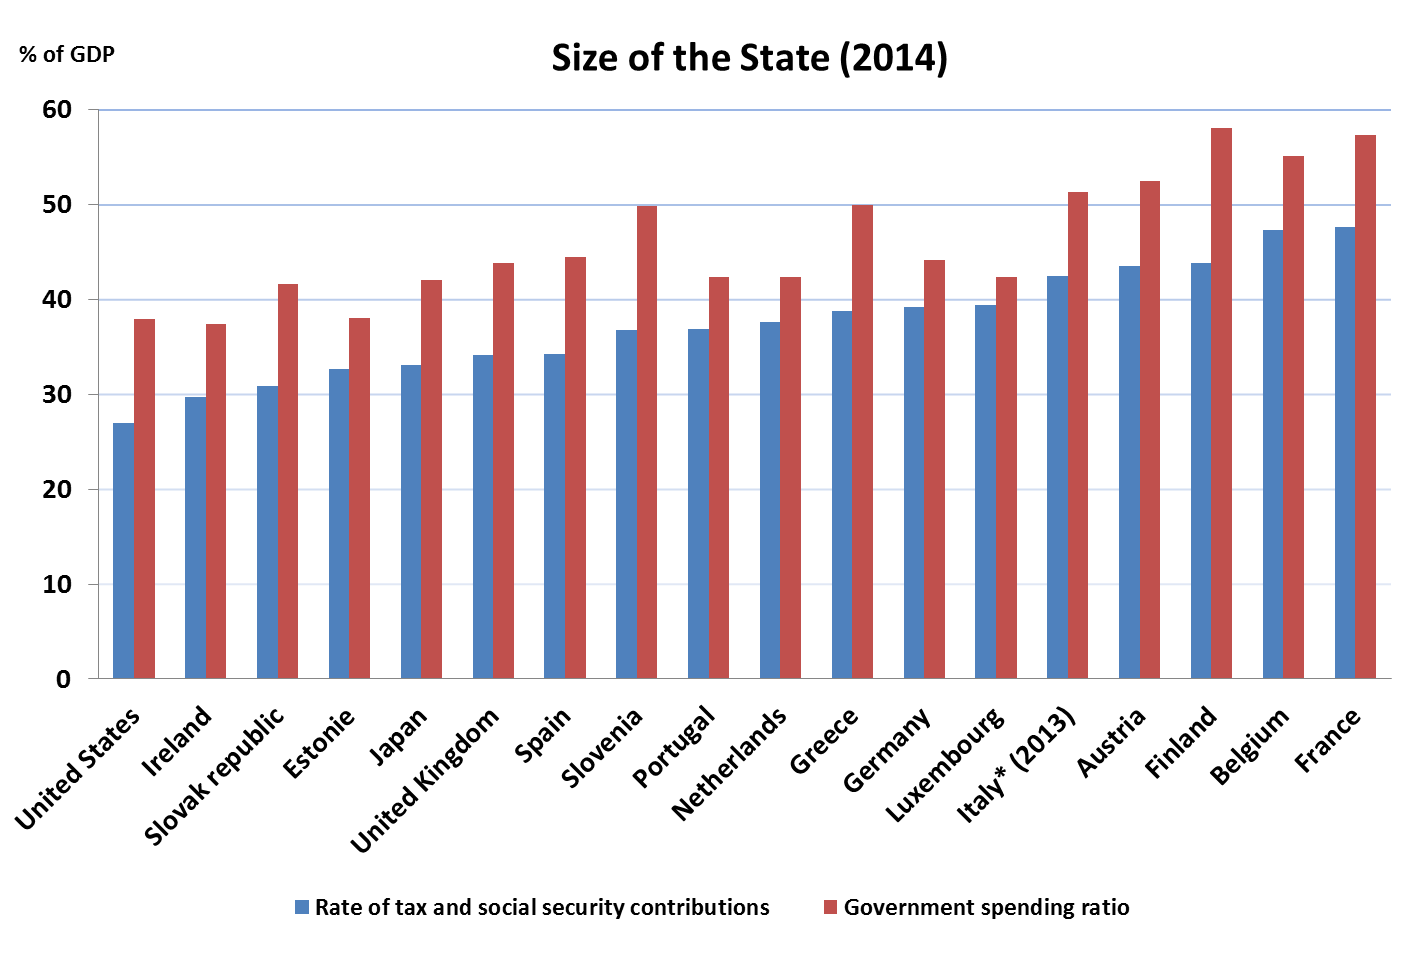 % of GDP
Size of the State (2014)
60
50
40
30
20
10
0
United States
Ireland
Slovak republic
Estonie
Japan
United Kingdom
Spain
Slovenia
Portugal
Netherlands
Greece
Germany
Luxembourg
Italy* (2013)
Austria
Finland
Belgium
France
Rate of tax and social security contributions
Government spending ratio